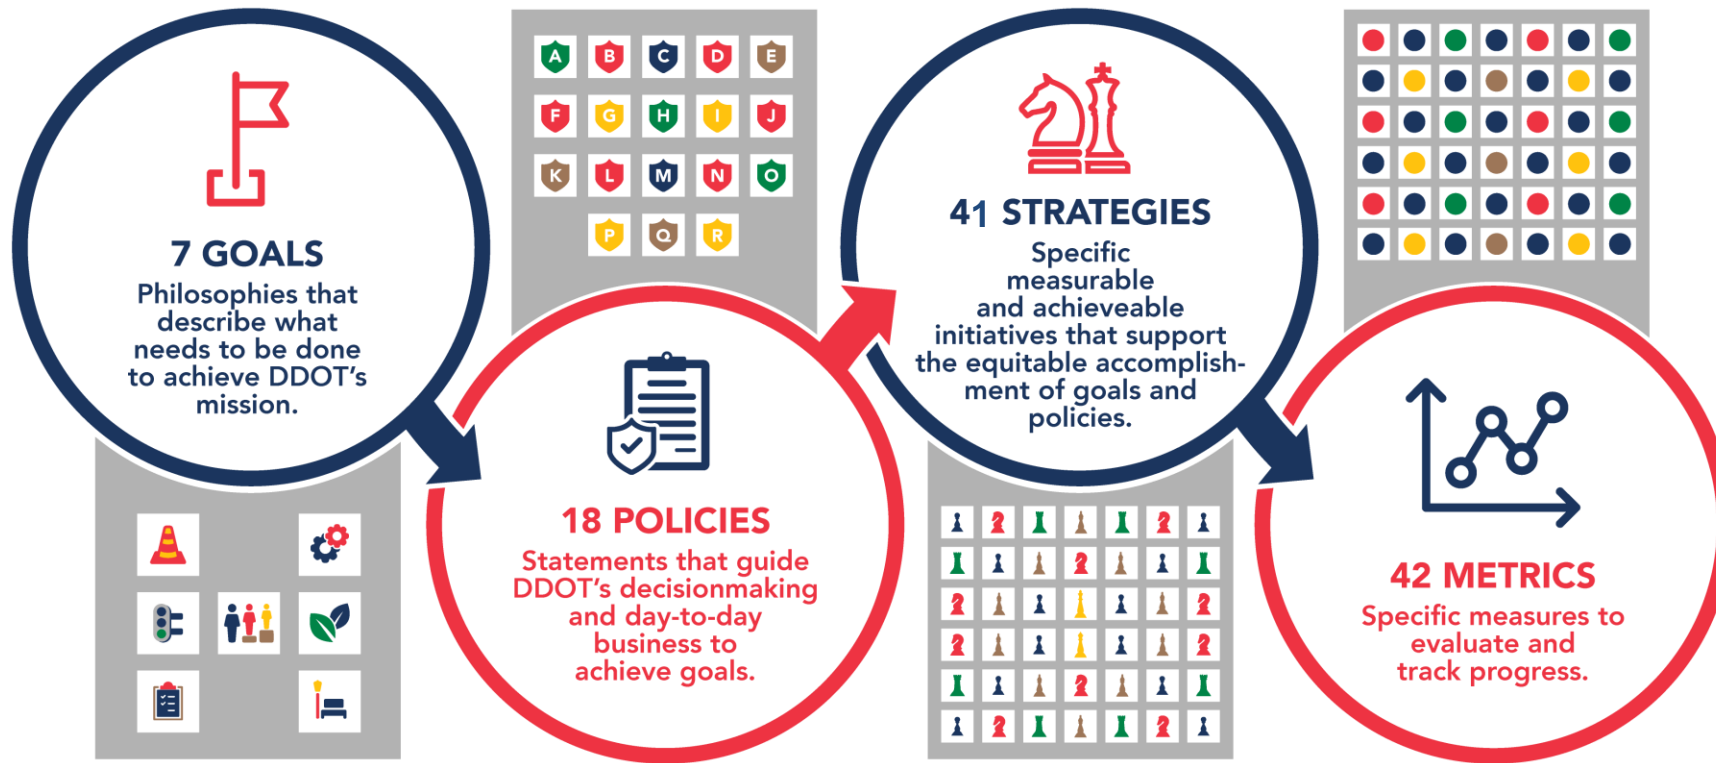 7 GOALS
Philosophies that
describe what
needs to be done
to achieve DDOT's
mission.
A B C D E
F G H I J
K L M N O
P Q R
18 POLICIES
Statements that guide
DDOT's decisionmaking
and day-to-day
business to
achieve goals.
41 STRATEGIES
Specific
measurable
and achieveable
initiatives that support
the equitable accomplish-
ment of goals and
policies.
42 METRICS
Specific measures to
evaluate and
track progress.